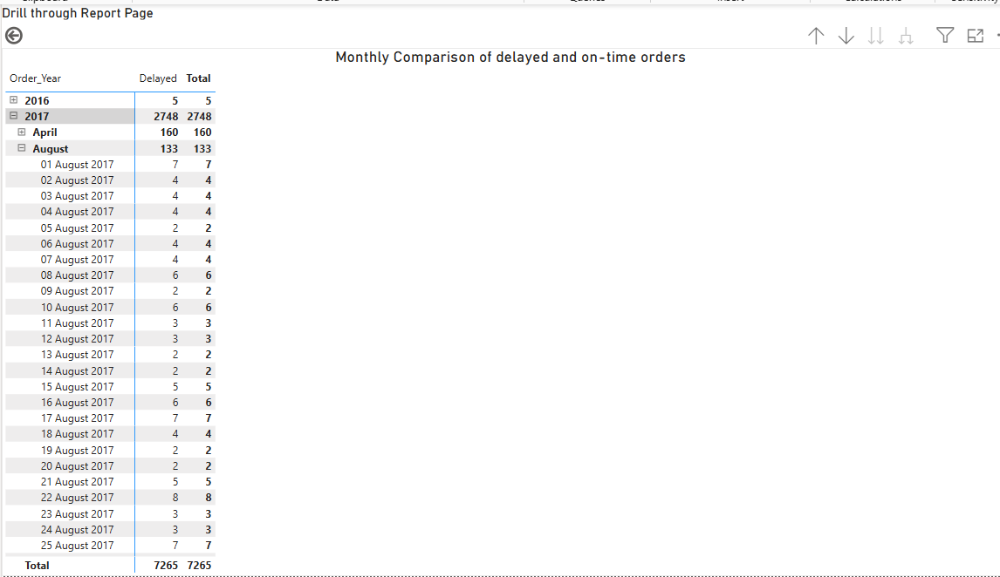 Drill through Report Page
Monthly Comparison of delayed and on-time orders
Order_Year Delayed Total
2016 5 5
2017 2748 2748
April 160 160
August 133 133
01 August 2017 7 7
02 August 2017 4 4
03 August 2017 4 4
04 August 2017 4 4
05 August 2017 2 2
06 August 2017 4 4
07 August 2017 4 4
08 August 2017 6 6
09 August 2017 2 2
10 August 2017 6 6
11 August 2017 3 3
12 August 2017 3 3
13 August 2017 2 2
14 August 2017 2 2
15 August 2017 5 5
16 August 2017 6 6
17 August 2017 7 7
18 August 2017 4 4
19 August 2017 2 2
20 August 2017 2 2
21 August 2017 5 5
22 August 2017 8 8
23 August 2017 3 3
24 August 2017 3 3
25 August 2017 7 7
Total 7265 7265